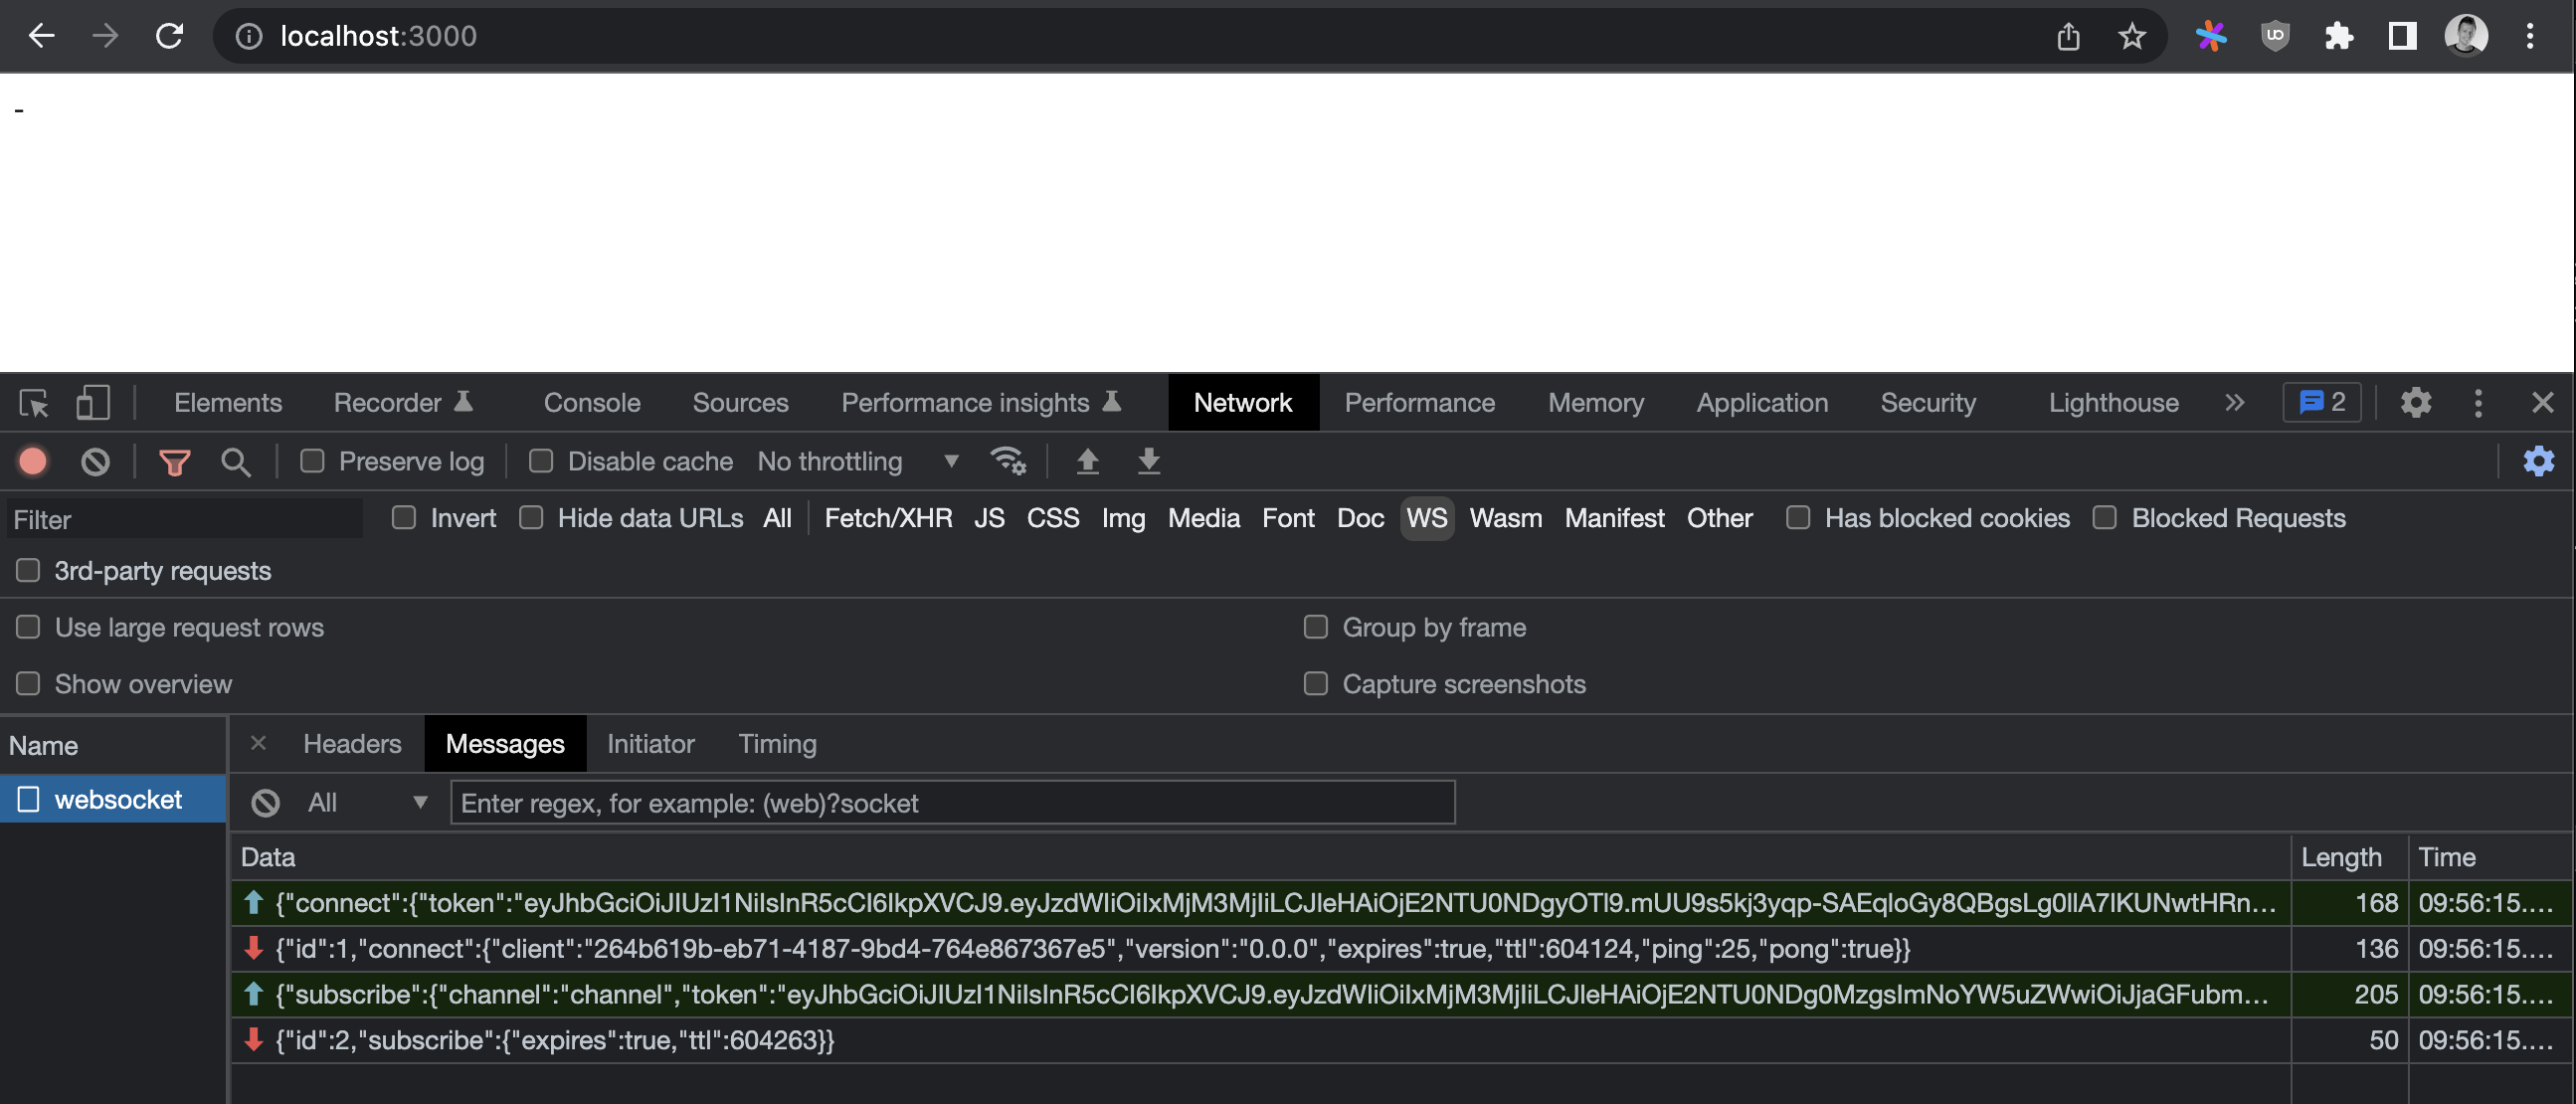 localhost:3000
-
Elements Recorder Console Sources Performance insights Network Performance Memory Application Security Lighthouse 2
Preserve log Disable cache No throttling
Filter Invert Hide data URLs All Fetch/XHR JS CSS Img Media Font Doc WS Wasm Manifest Other Has blocked cookies Blocked Requests
3rd-party requests
Use large request rows Group by frame
Show overview Capture screenshots
Name Headers Messages Initiator Timing
websocket All Enter regex, for example: (web)?socket
Data Length Time
{"connect":{"token":"eyJhbGciOiJIUzI1NiIsInR5cCI6IkpXVCJ9.eyJzdWIiOiIxMjM3MjIiLCJleHAiOjE2NTU0NDgyOTl9.mUU9s5kj3yqp-SAEqloGy8QBgsLg0llA7lKUNwtHRn... 168 09:56:15....
{"id":1,"connect":{"client":"264b619b-eb71-4187-9bd4-764e867367e5","version":"0.0.0","expires":true,"ttl":604124,"ping":25,"pong":true}} 136 09:56:15....
{"subscribe":{"channel":"channel","token":"eyJhbGciOiJIUzI1NiIsInR5cCI6IkpXVCJ9.eyJzdWIiOiIxMjM3MjIiLCJleHAiOjE2NTU0NDg0MzgsImNoYW5uZWwiOiJjaGFubm... 205 09:56:15....
{"id":2,"subscribe":{"expires":true,"ttl":604263}} 50 09:56:15....